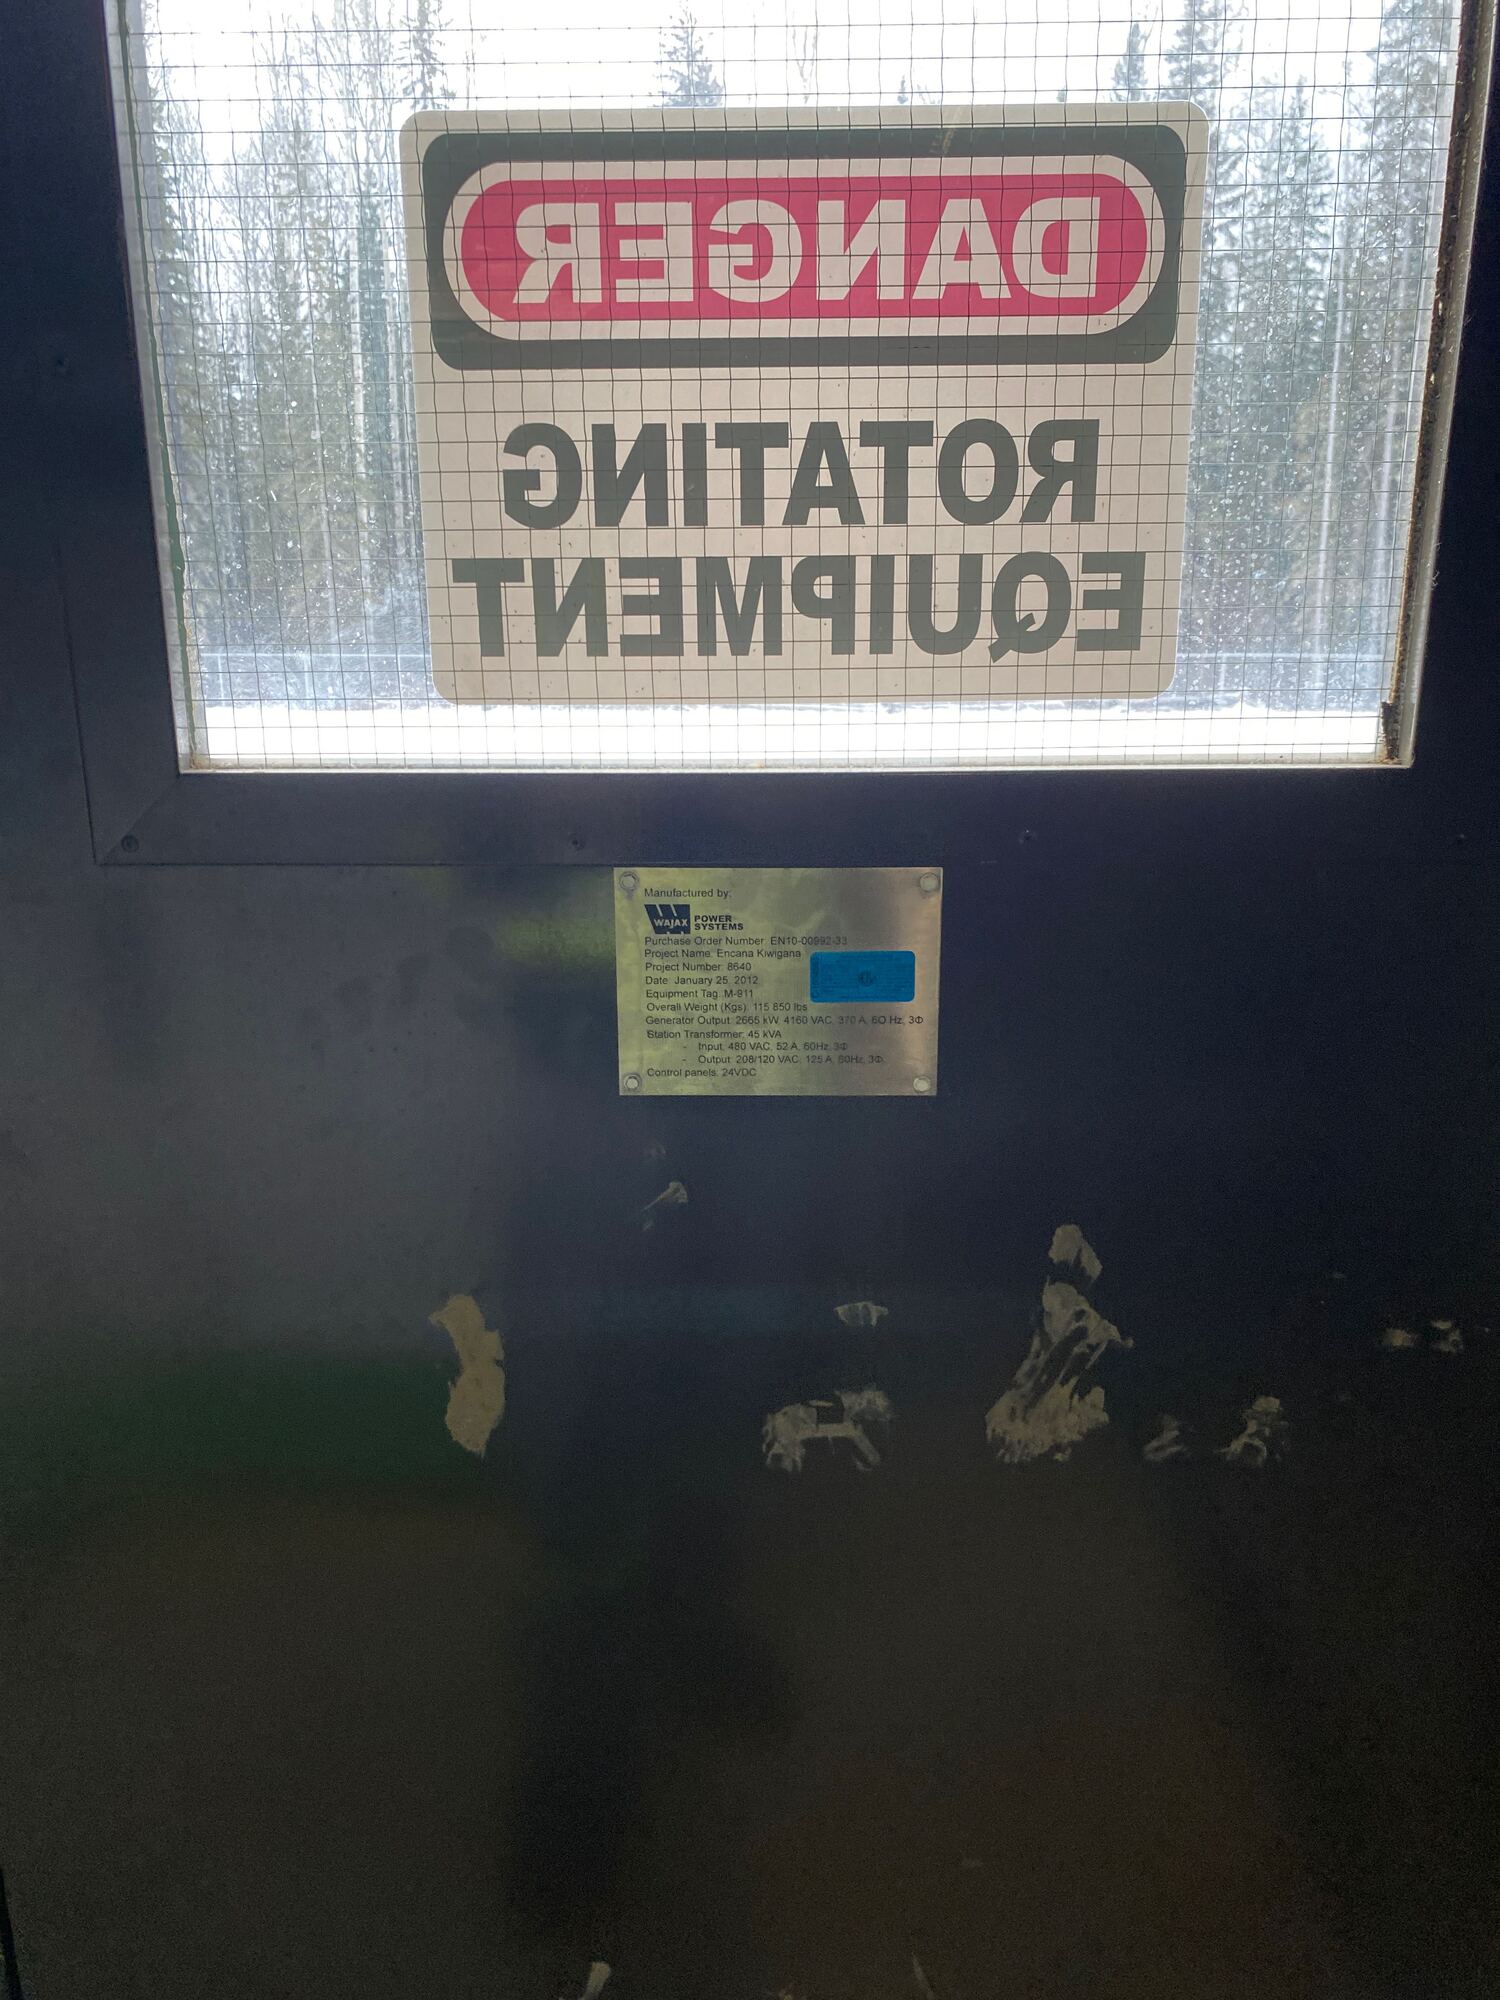 DANGER
ROTATING
EQUIPMENT
Manufactured by:
WAJAX POWER
SYSTEMS
Purchase Order Number: EN10-00992-33
Project Name: Encana Kiwigana
Project Number: 8640
Date: January 25, 2012
Equipment Tag: M-911
Overall Weight (Kgs): 115 850 lbs
Generator Output: 2665 kW, 4160 VAC, 370 A, 60 Hz, 3Φ
Station Transformer: 45 kVA
- Input: 480 VAC, 52 A, 60Hz, 3Φ
- Output: 208/120 VAC, 125 A, 60Hz, 3Φ
Control panels: 24VDC